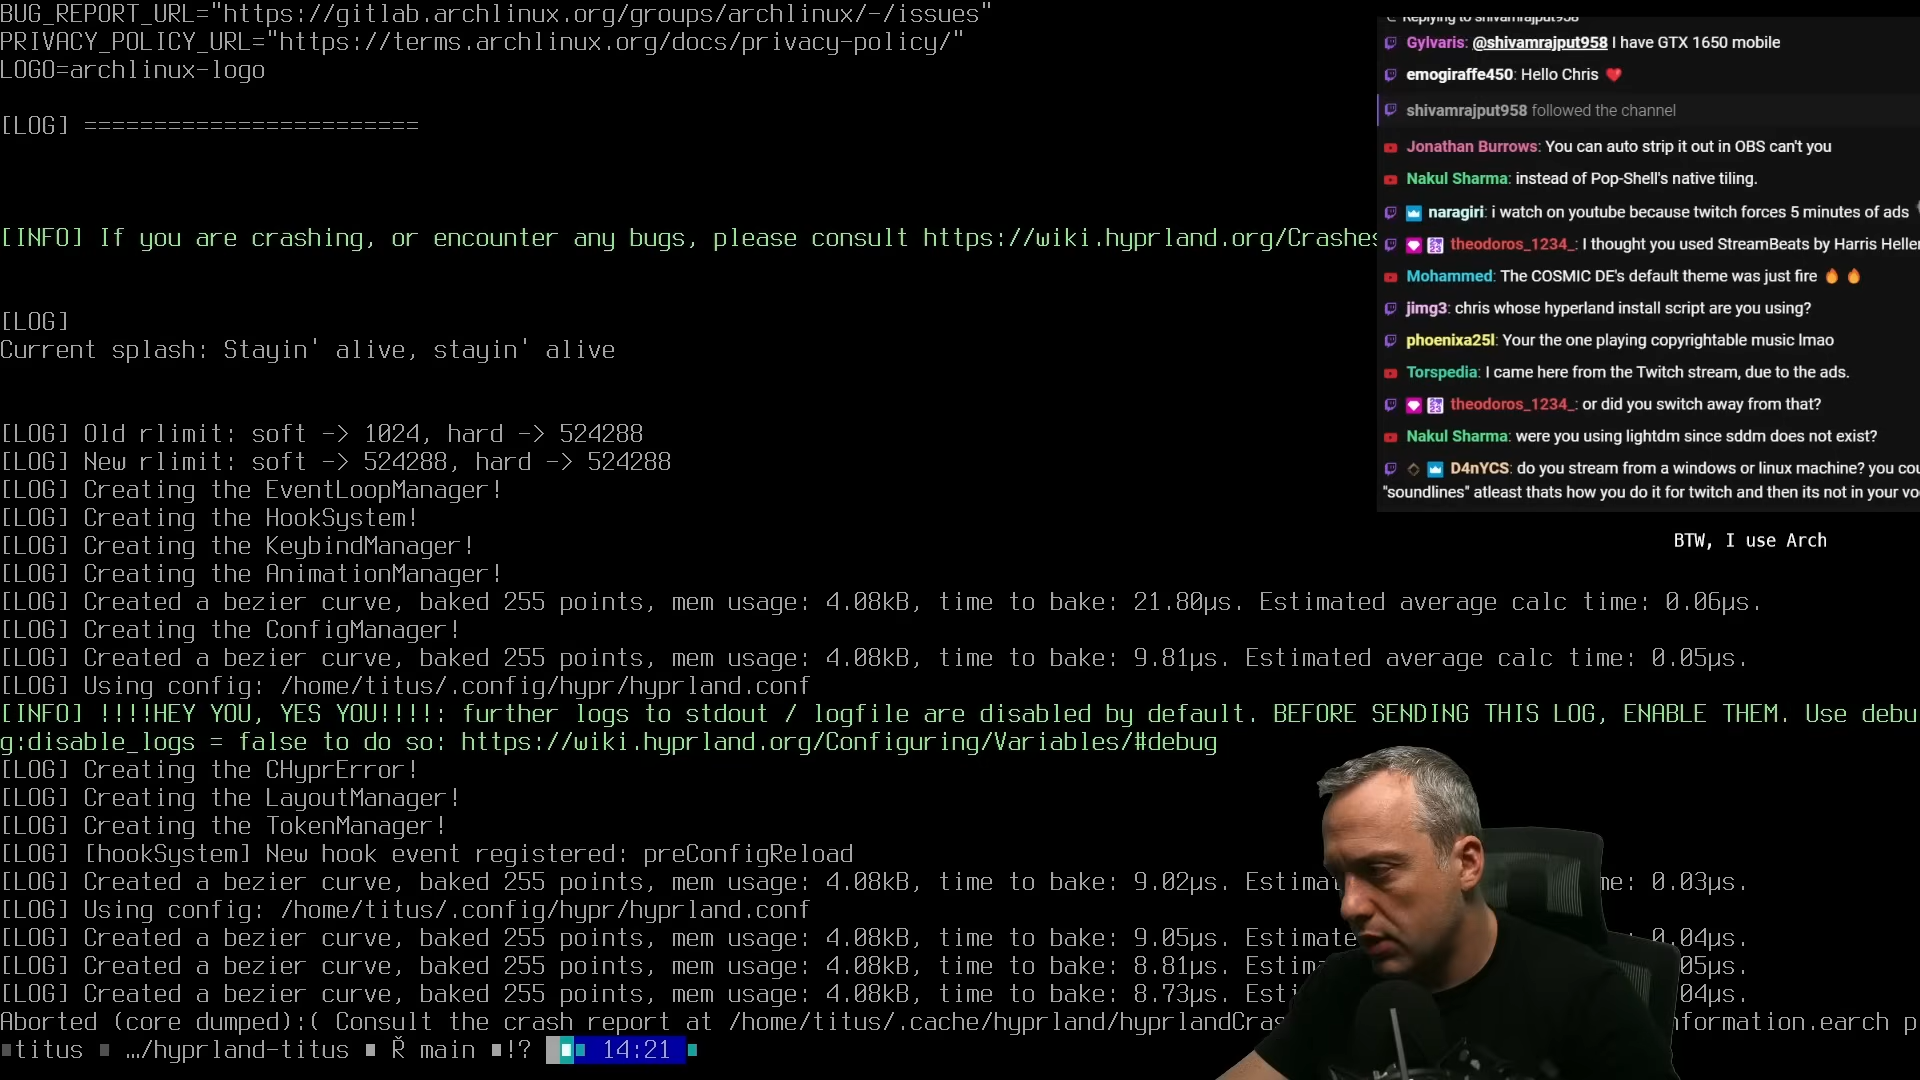 BUG_REPORT_URL="https://gitlab.archlinux.org/groups/archlinux/-/issues"
PRIVACY_POLICY_URL="https://terms.archlinux.org/docs/privacy-policy/"
LOGO=archlinux-logo
[LOG] ========================
[INFO] If you are crashing, or encounter any bugs, please consult https://wiki.hyprland.org/Crashes
[LOG]
Current splash: Stayin' alive, stayin' alive
[LOG] Old rlimit: soft -> 1024, hard -> 524288
[LOG] New rlimit: soft -> 524288, hard -> 524288
[LOG] Creating the EventLoopManager!
[LOG] Creating the HookSystem!
[LOG] Creating the KeybindManager!
[LOG] Creating the AnimationManager!
[LOG] Created a bezier curve, baked 255 points, mem usage: 4.08kB, time to bake: 21.80µs. Estimated average calc time: 0.06µs.
[LOG] Creating the ConfigManager!
[LOG] Created a bezier curve, baked 255 points, mem usage: 4.08kB, time to bake: 9.81µs. Estimated average calc time: 0.05µs.
[LOG] Using config: /home/titus/.config/hypr/hyprland.conf
[INFO] !!!!HEY YOU, YES YOU!!!!: further logs to stdout / logfile are disabled by default. BEFORE SENDING THIS LOG, ENABLE THEM. Use debu
g:disable_logs = false to do so: https://wiki.hyprland.org/Configuring/Variables/#debug
[LOG] Creating the CHyprError!
[LOG] Creating the LayoutManager!
[LOG] Creating the TokenManager!
[LOG] [hookSystem] New hook event registered: preConfigReload
[LOG] Created a bezier curve, baked 255 points, mem usage: 4.08kB, time to bake: 9.02µs. Estima me: 0.03µs.
[LOG] Using config: /home/titus/.config/hypr/hyprland.conf
[LOG] Created a bezier curve, baked 255 points, mem usage: 4.08kB, time to bake: 9.05µs. Estimate 0.04µs.
[LOG] Created a bezier curve, baked 255 points, mem usage: 4.08kB, time to bake: 8.81µs. Estim 05µs.
[LOG] Created a bezier curve, baked 255 points, mem usage: 4.08kB, time to bake: 8.73µs. Esti 04µs.
Aborted (core dumped):( Consult the crash report at /home/titus/.cache/hyprland/hyprlandCras nformation.earch p
titus …/hyprland-titus Ř main !? 14:21
Replying to shivamrajput958
Gylvaris: @shivamrajput958 I have GTX 1650 mobile
emogiraffe450: Hello Chris ❤️
shivamrajput958 followed the channel
Jonathan Burrows: You can auto strip it out in OBS can't you
Nakul Sharma: instead of Pop-Shell's native tiling.
naragiri: i watch on youtube because twitch forces 5 minutes of ads
theodoros_1234_: I thought you used StreamBeats by Harris Heller
Mohammed: The COSMIC DE's default theme was just fire 🔥 🔥
jimg3: chris whose hyperland install script are you using?
phoenixa25l: Your the one playing copyrightable music lmao
Torspedia: I came here from the Twitch stream, due to the ads.
theodoros_1234_: or did you switch away from that?
Nakul Sharma: were you using lightdm since sddm does not exist?
D4nYCS: do you stream from a windows or linux machine? you cou
"soundlines" atleast thats how you do it for twitch and then its not in your vo
BTW, I use Arch